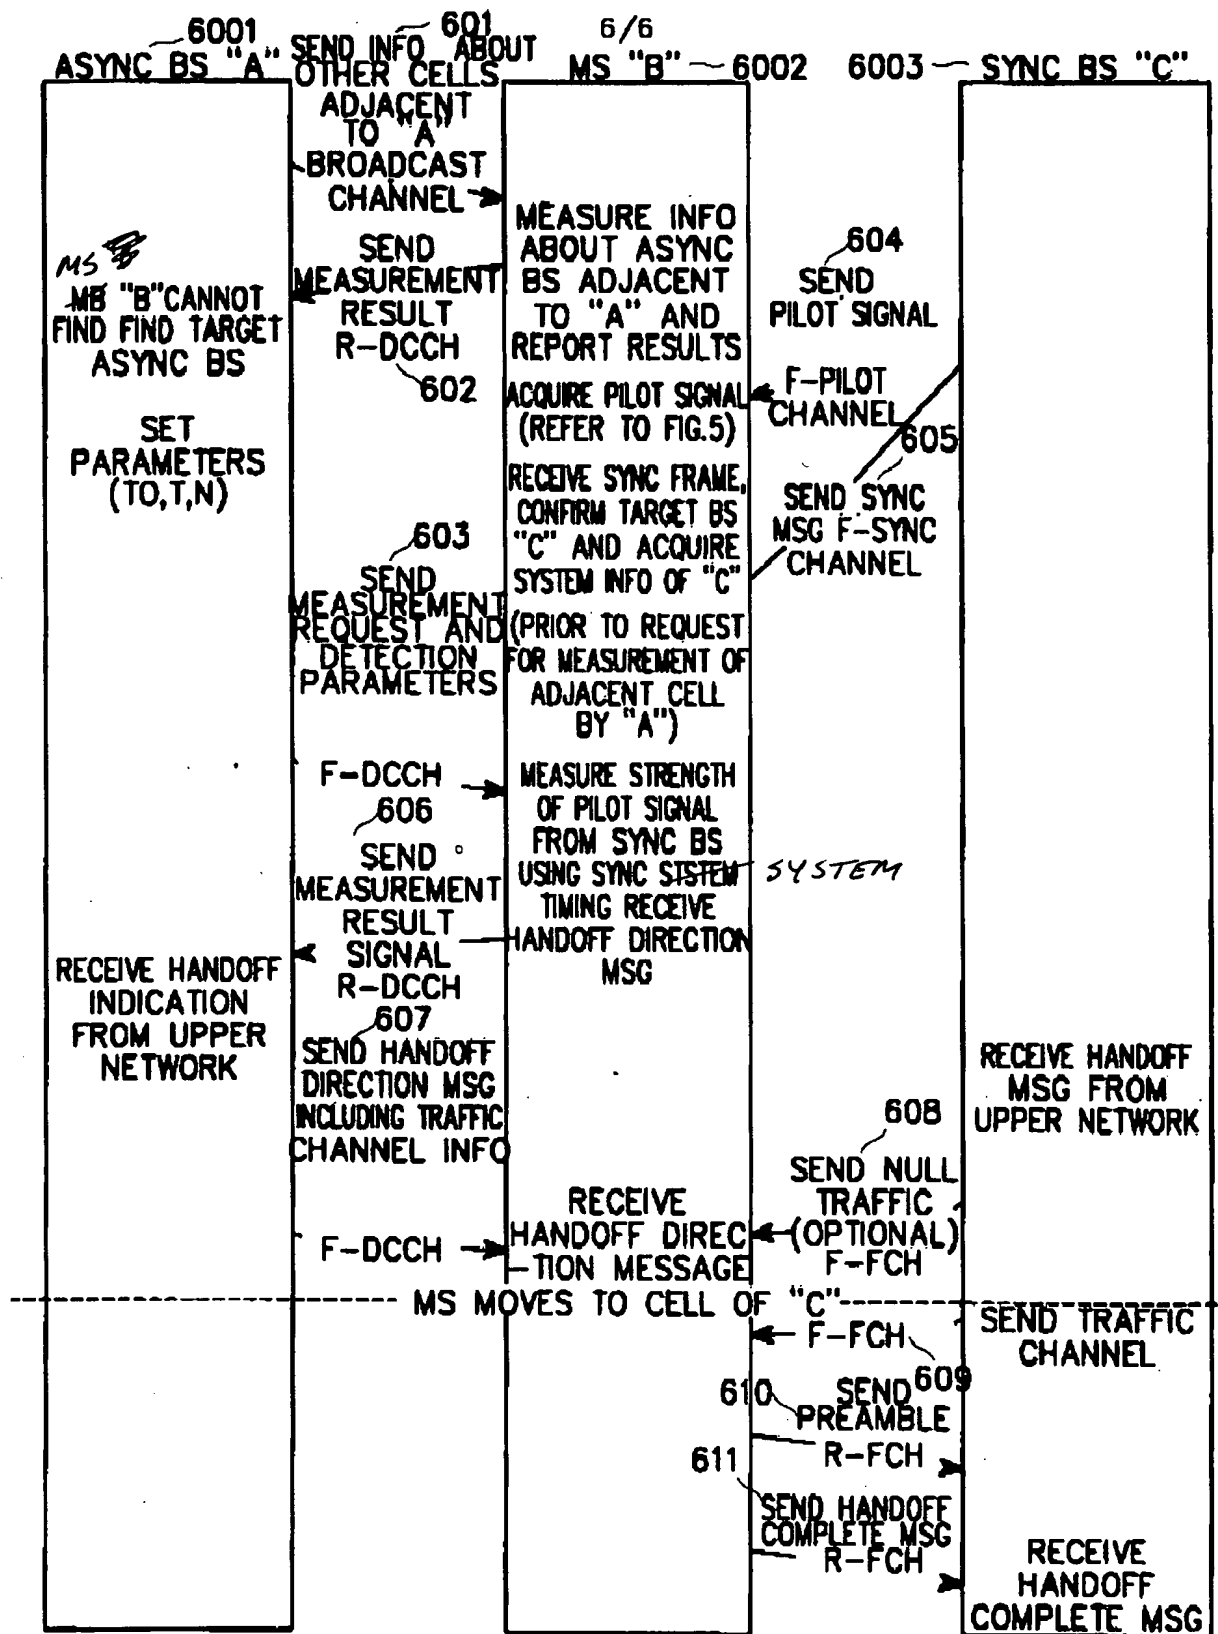 6/6
6001
ASYNC BS "A"
601
SEND INFO ABOUT
OTHER CELLS
ADJACENT
TO "A"
BROADCAST
CHANNEL
MS "B"
6002
6003
SYNC BS "C"
MEASURE INFO
ABOUT ASYNC
BS ADJACENT
TO "A" AND
REPORT RESULTS
SEND
MEASUREMENT
RESULT
R-DCCH
602
MS
MB "B" CANNOT
FIND FIND TARGET
ASYNC BS
SET
PARAMETERS
(TO,T,N)
604
SEND
PILOT SIGNAL
F-PILOT
CHANNEL
ACQUIRE PILOT SIGNAL
(REFER TO FIG.5)
605
SEND SYNC
MSG F-SYNC
CHANNEL
RECEIVE SYNC FRAME,
CONFIRM TARGET BS
"C" AND ACQUIRE
SYSTEM INFO OF "C"
(PRIOR TO REQUEST
FOR MEASUREMENT OF
ADJACENT CELL
BY "A")
603
SEND
MEASUREMENT
REQUEST AND
DETECTION
PARAMETERS
F-DCCH
MEASURE STRENGTH
OF PILOT SIGNAL
FROM SYNC BS
USING SYNC SISTEM SYSTEM
TIMING RECEIVE
HANDOFF DIRECTION
MSG
606
SEND
MEASUREMENT
RESULT
SIGNAL
R-DCCH
RECEIVE HANDOFF
INDICATION
FROM UPPER
NETWORK
607
SEND HANDOFF
DIRECTION MSG
INCLUDING TRAFFIC
CHANNEL INFO
F-DCCH
RECEIVE HANDOFF
MSG FROM
UPPER NETWORK
608
SEND NULL
TRAFFIC
(OPTIONAL)
F-FCH
RECEIVE
HANDOFF DIREC
-TION MESSAGE
MS MOVES TO CELL OF "C"
F-FCH
609
SEND TRAFFIC
CHANNEL
610
SEND
PREAMBLE
R-FCH
611
SEND HANDOFF
COMPLETE MSG
R-FCH
RECEIVE
HANDOFF
COMPLETE MSG